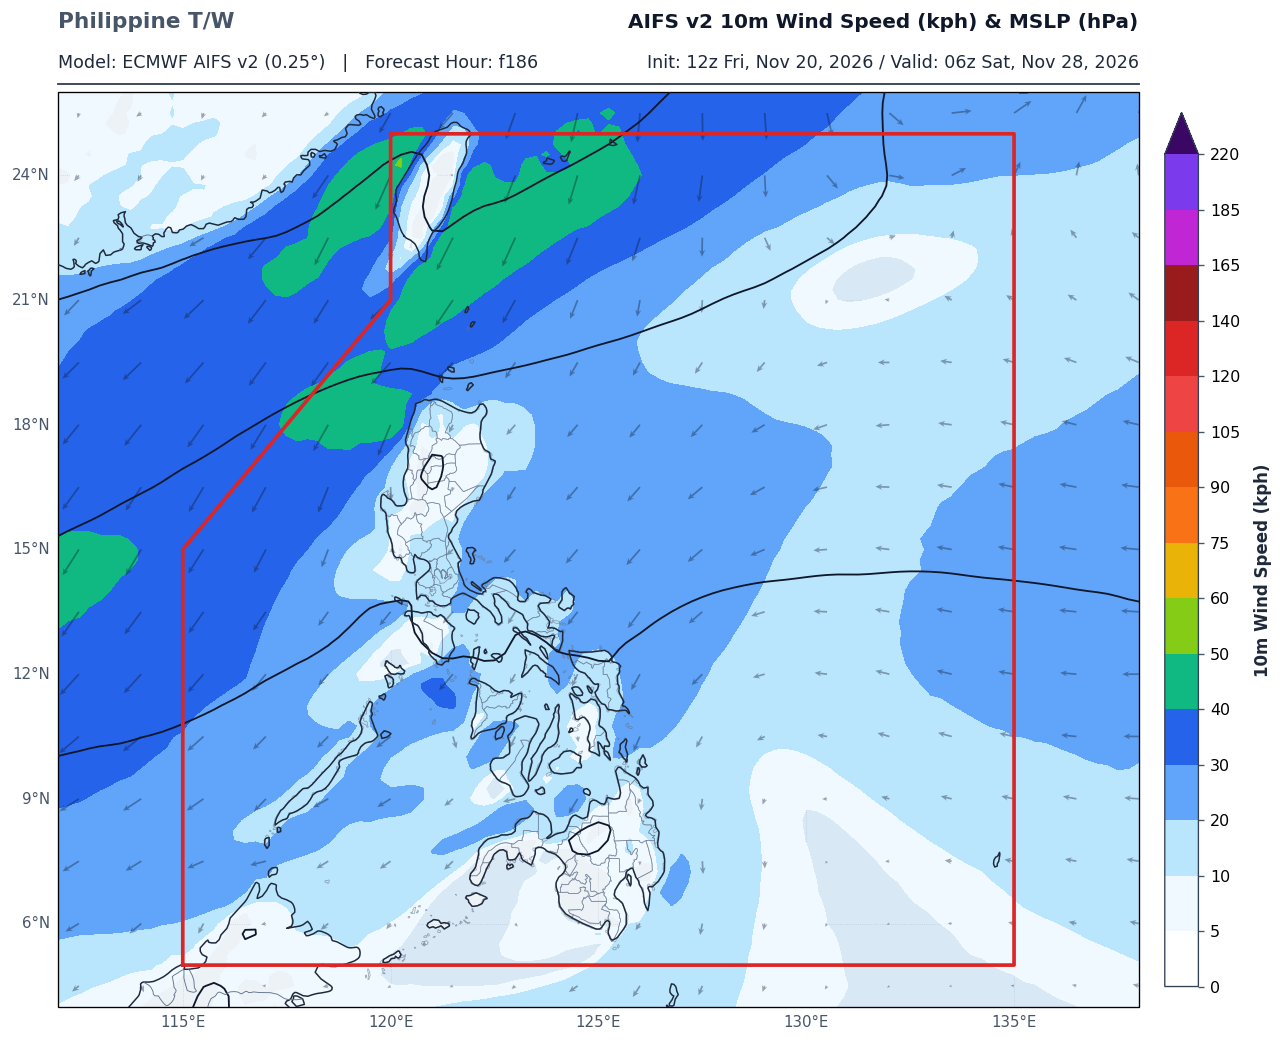 Philippine T/W
AIFS v2 10m Wind Speed (kph) & MSLP (hPa)
Model: ECMWF AIFS v2 (0.25°) | Forecast Hour: f186
Init: 12z Fri, Nov 20, 2026 / Valid: 06z Sat, Nov 28, 2026
24°N
21°N
18°N
15°N
12°N
9°N
6°N
115°E
120°E
125°E
130°E
135°E
220
185
165
140
120
105
90
75
60
50
40
30
20
10
5
0
10m Wind Speed (kph)